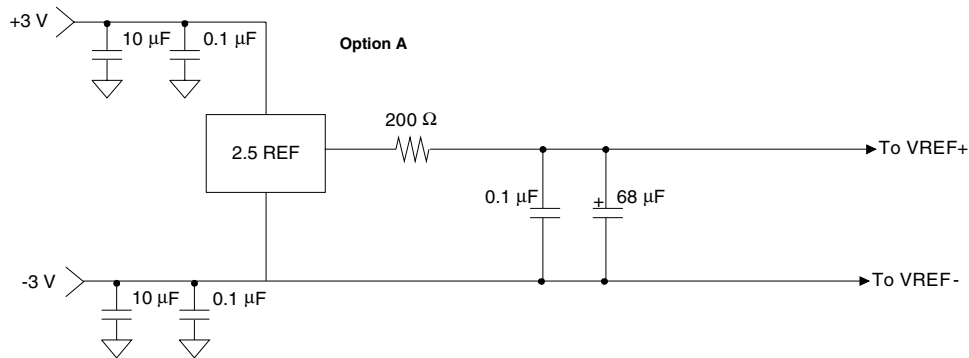 +3 V
10 µF
0.1 µF
Option A
200 Ω
2.5 REF
To VREF+
0.1 µF
+
68 µF
-3 V
To VREF-
10 µF
0.1 µF